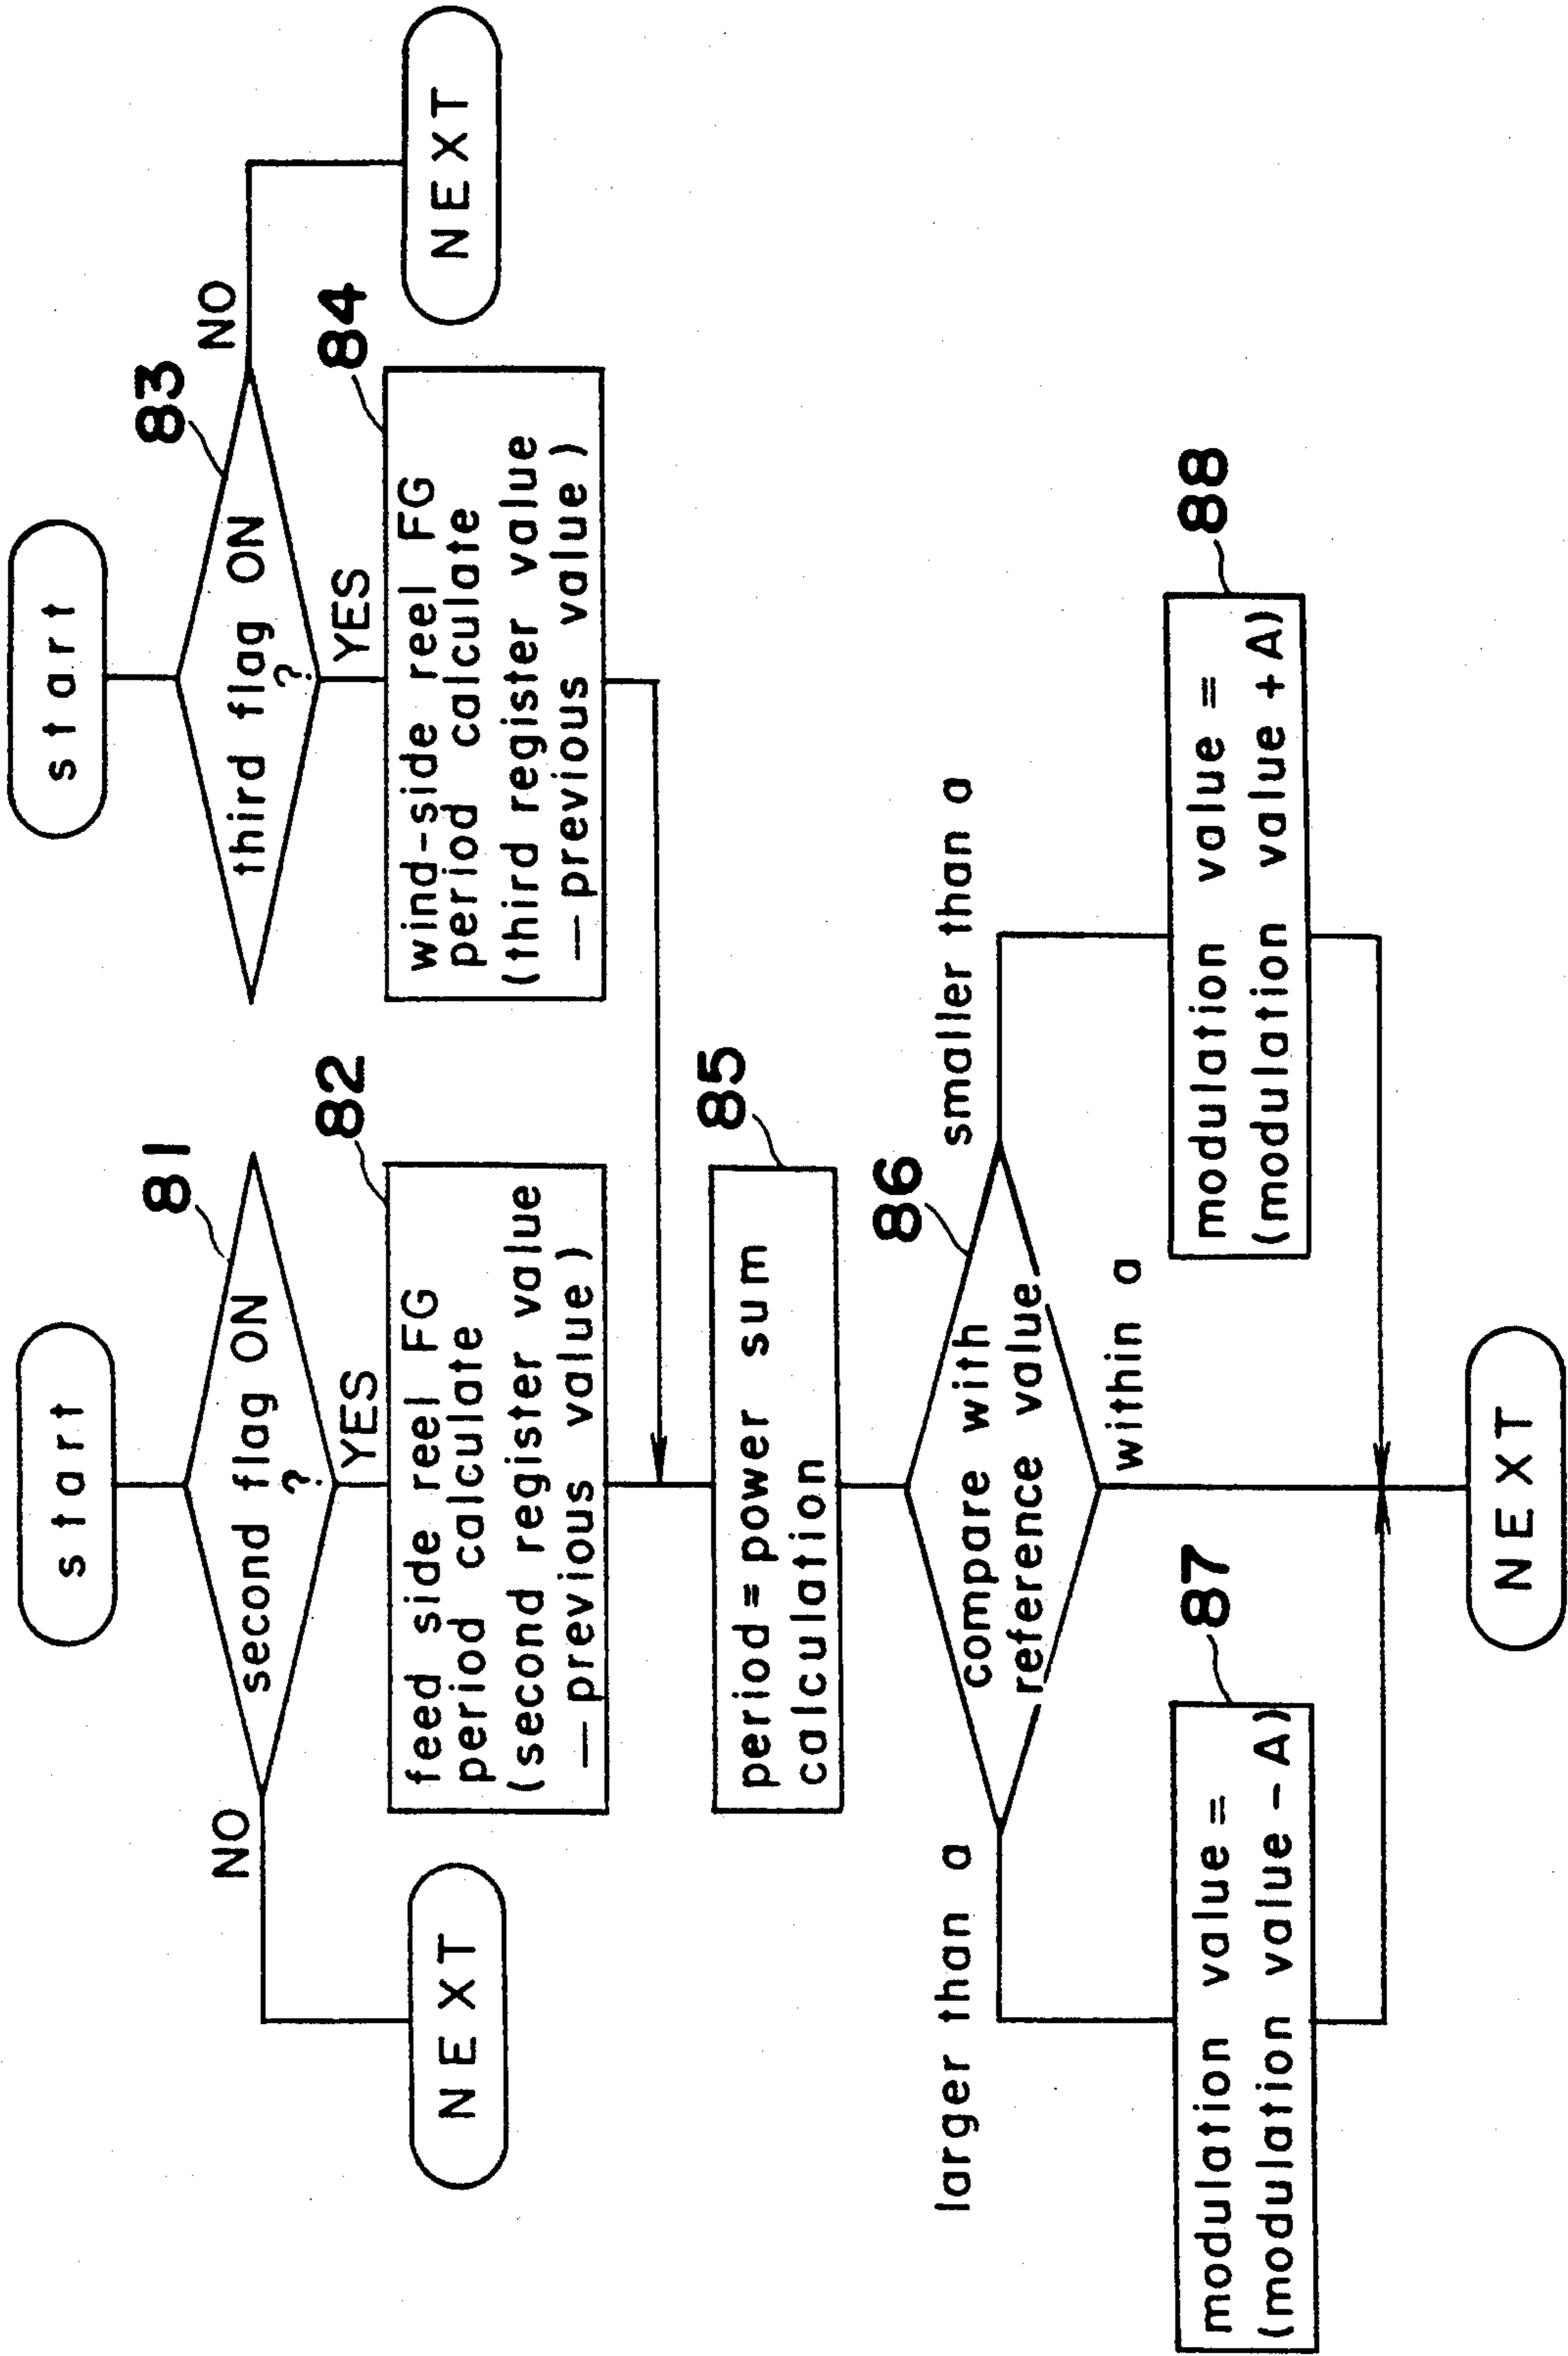 start
81
second flag ON
?
NO
YES
NEXT
82
feed side reel FG
period calculate
(second register value
— previous value)
start
83
third flag ON
?
NO
YES
NEXT
84
wind-side reel FG
period calculate
(third register value
— previous value)
85
period = power sum
calculation
86
compare with
reference value
larger than a
smaller than a
within a
87
modulation value =
(modulation value - A)
88
modulation value =
(modulation value + A)
NEXT